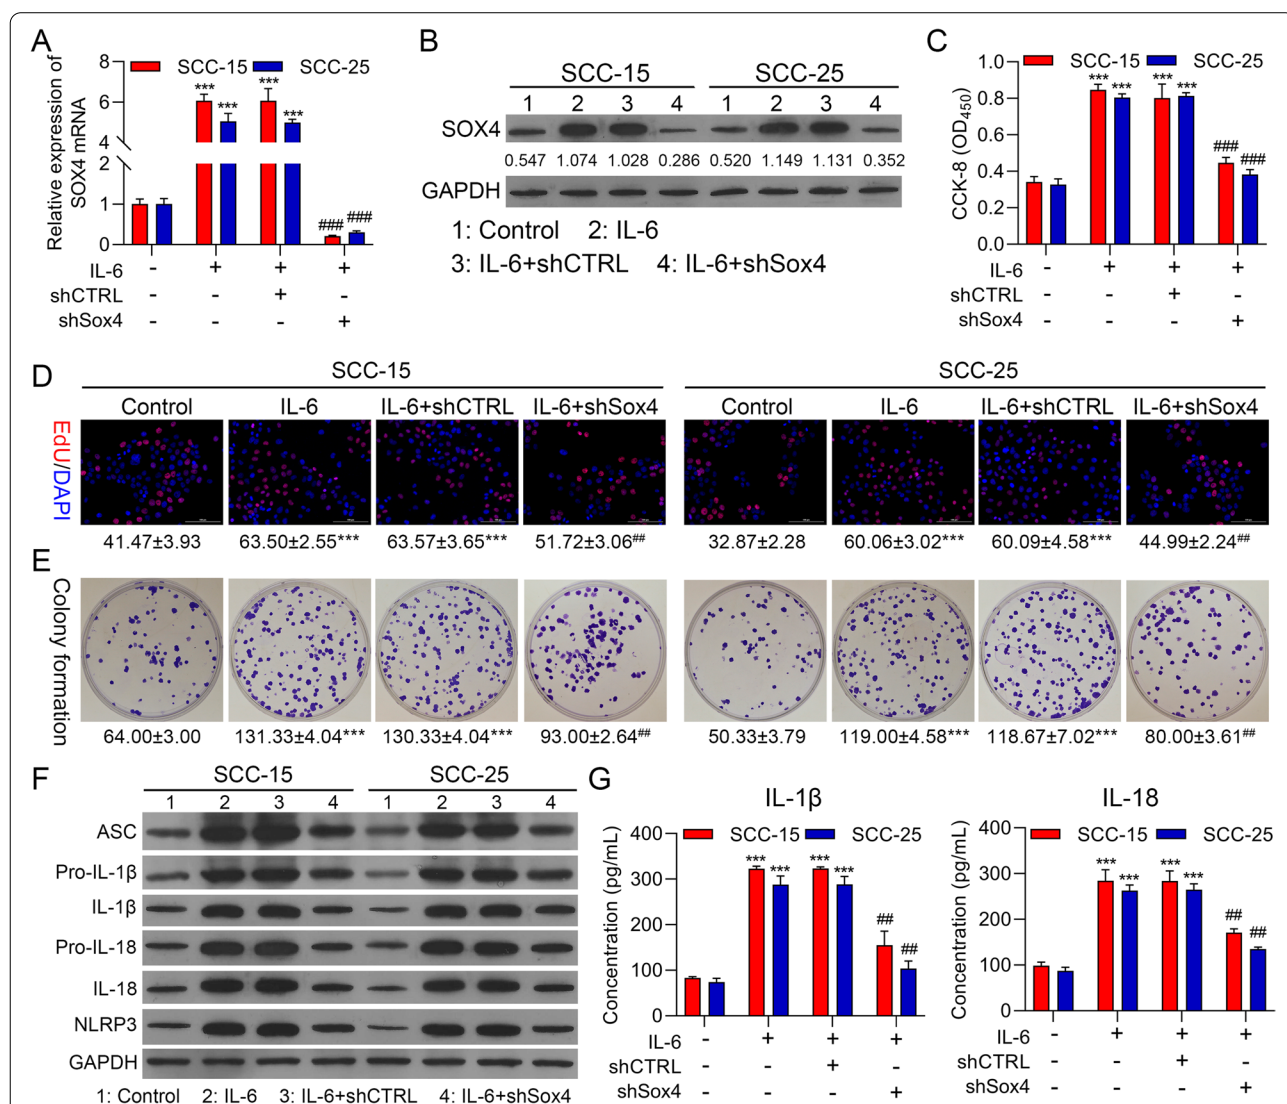 A
Relative expression of
SOX4 mRNA
8
6
4
2
1
0
SCC-15
SCC-25
***
***
***
***
###
###
IL-6 - + + +
shCTRL - - + -
shSox4 - - - +
B
SCC-15 SCC-25
1 2 3 4 1 2 3 4
SOX4
0.547 1.074 1.028 0.286 0.520 1.149 1.131 0.352
GAPDH
1: Control 2: IL-6
3: IL-6+shCTRL 4: IL-6+shSox4
C
CCK-8 (OD450)
1.0
0.8
0.6
0.4
0.2
0.0
SCC-15
SCC-25
***
***
***
***
###
###
IL-6 - + + +
shCTRL - - + -
shSox4 - - - +
D
SCC-15 SCC-25
Control IL-6 IL-6+shCTRL IL-6+shSox4 Control IL-6 IL-6+shCTRL IL-6+shSox4
EdU/DAPI
41.47±3.93 63.50±2.55*** 63.57±3.65*** 51.72±3.06## 32.87±2.28 60.06±3.02*** 60.09±4.58*** 44.99±2.24##
E
Colony formation
64.00±3.00 131.33±4.04*** 130.33±4.04*** 93.00±2.64## 50.33±3.79 119.00±4.58*** 118.67±7.02*** 80.00±3.61##
F
SCC-15 SCC-25
1 2 3 4 1 2 3 4
ASC
Pro-IL-1β
IL-1β
Pro-IL-18
IL-18
NLRP3
GAPDH
1: Control 2: IL-6 3: IL-6+shCTRL 4: IL-6+shSox4
G
IL-1β
Concentration (pg/mL)
400
300
200
100
0
SCC-15
SCC-25
***
***
***
***
##
##
IL-6 - + + +
shCTRL - - + -
shSox4 - - - +
IL-18
Concentration (pg/mL)
400
300
200
100
0
SCC-15
SCC-25
***
***
***
***
##
##
IL-6 - + + +
shCTRL - - + -
shSox4 - - - +